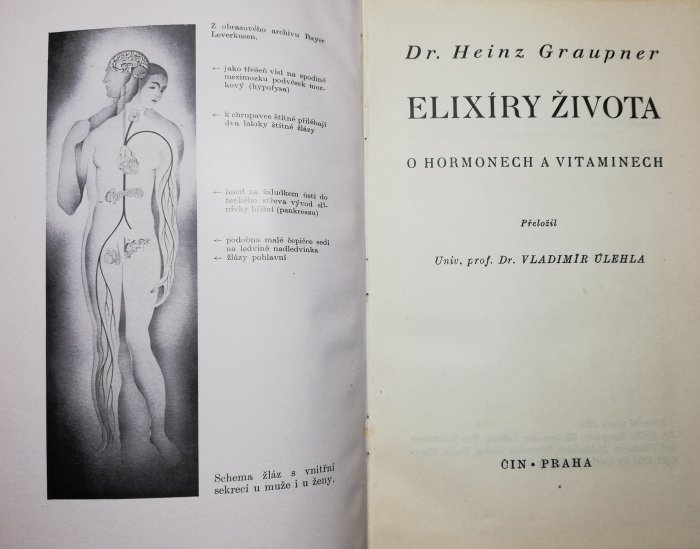 Z obrazového archivu Bayer
Leverkusen.
← jako třešeň visí na spodině
mezimozku podvěsek moz-
kový (hypofysa)
← k chrupavce štítné přiléhají
dva laloky štítné žlázy
← hned za žaludkem ústí do
tenkého střeva vývod sli-
nivky břišní (pankreasu)
← podobna malé čepičce sedí
na ledvině nadledvinka
← žlázy pohlavní
Schema žláz s vnitřní
sekrecí u muže i u ženy.
Dr. Heinz Graupner
ELIXÍRY ŽIVOTA
O HORMONECH A VITAMINECH
Přeložil
Univ. prof. Dr. VLADIMÍR ÚLEHLA
ČIN • PRAHA